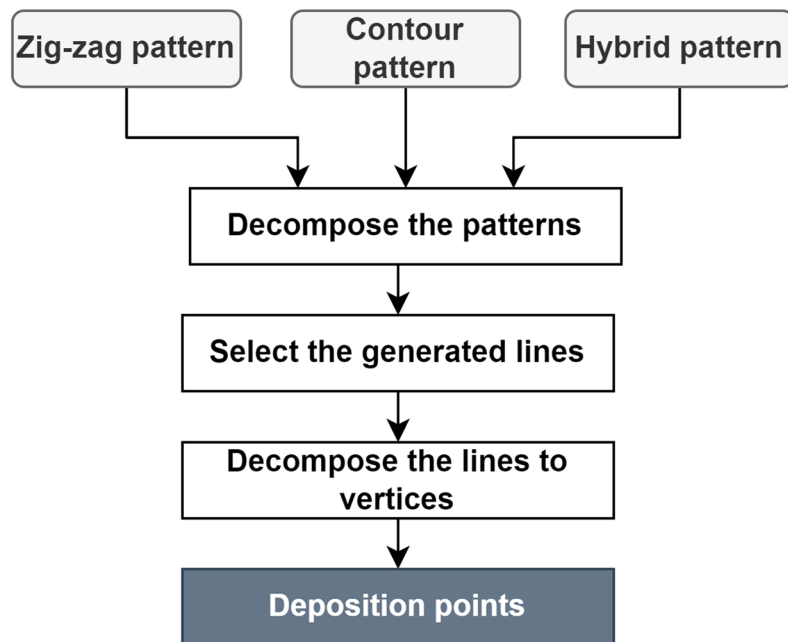 Zig-zag pattern
Contour
pattern
Hybrid pattern
Decompose the patterns
Select the generated lines
Decompose the lines to
vertices
Deposition points